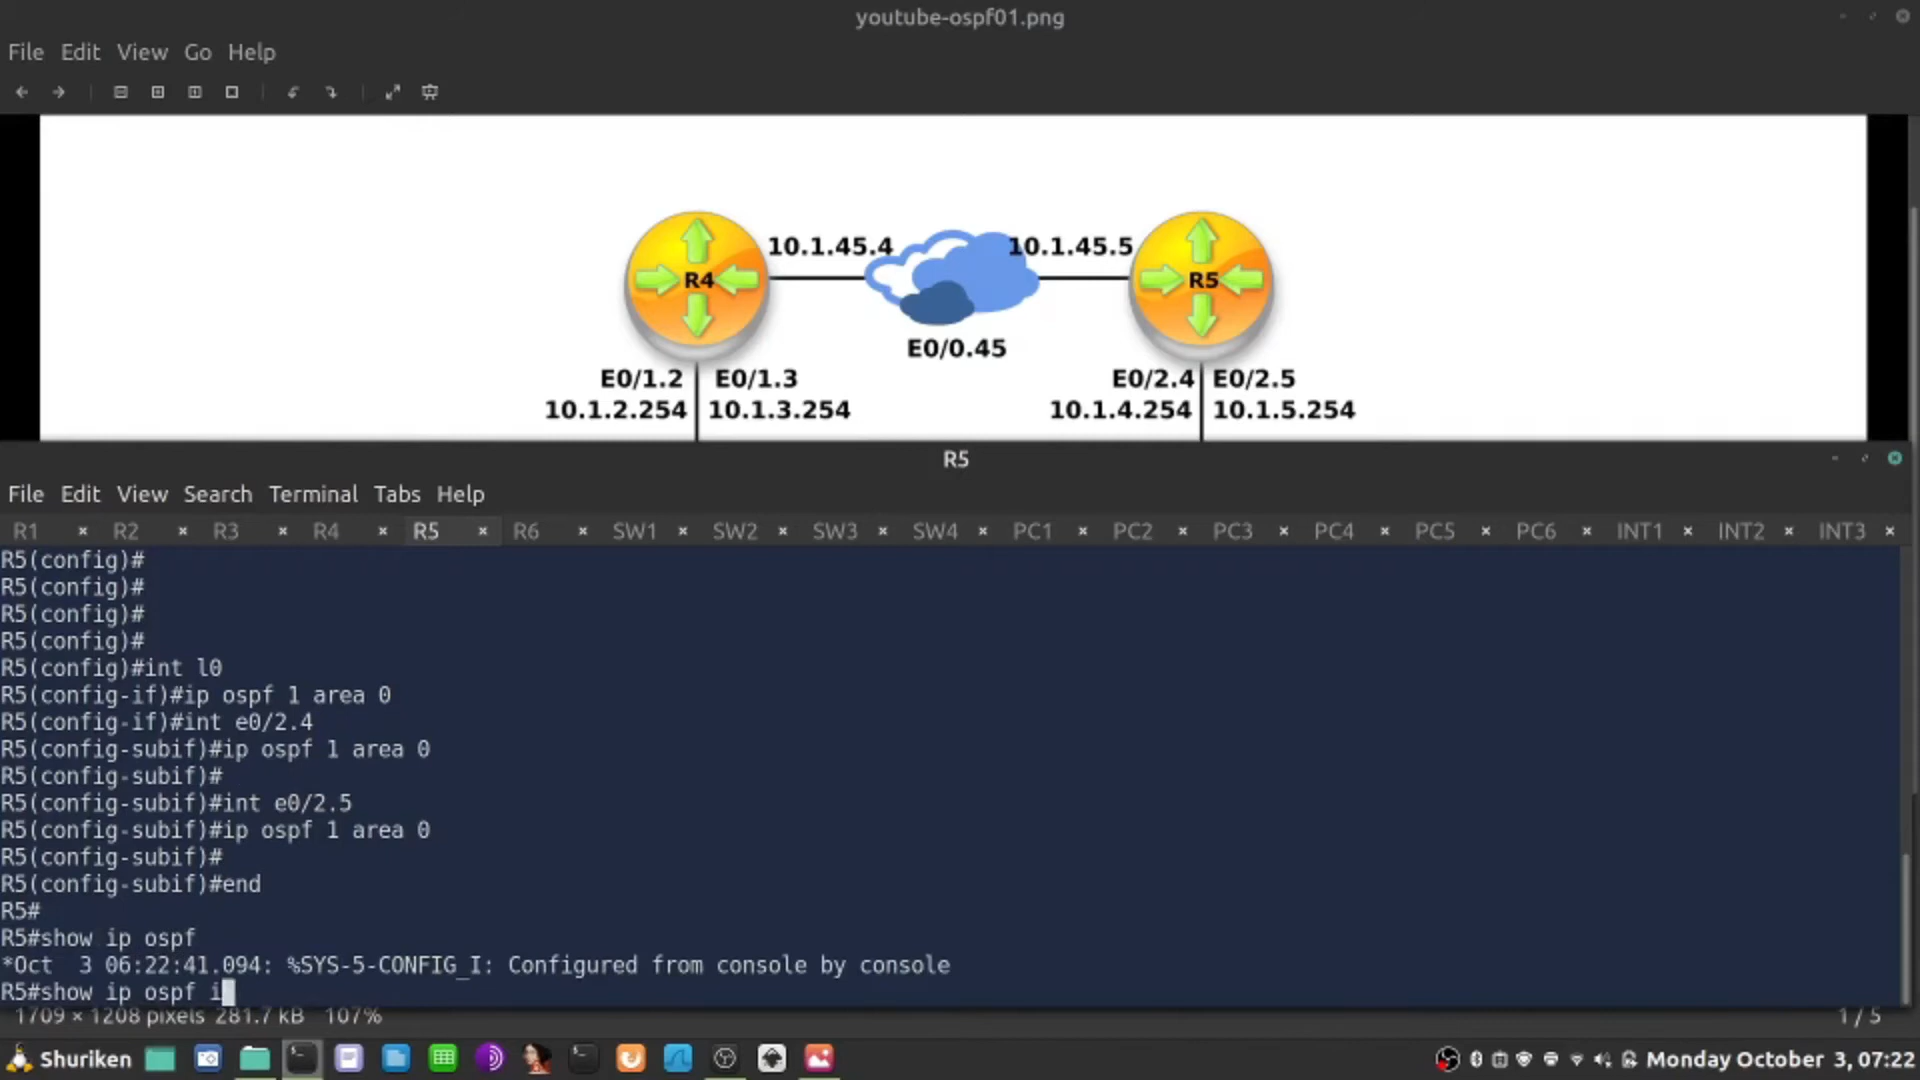 youtube-ospf01.png
File Edit View Go Help
10.1.45.4 10.1.45.5
R4 R5
E0/0.45
E0/1.2 E0/1.3 E0/2.4 E0/2.5
10.1.2.254 10.1.3.254 10.1.4.254 10.1.5.254
R5
File Edit View Search Terminal Tabs Help
R1 R2 R3 R4 R5 R6 SW1 SW2 SW3 SW4 PC1 PC2 PC3 PC4 PC5 PC6 INT1 INT2 INT3
R5(config)#
R5(config)#
R5(config)#
R5(config)#
R5(config)#int l0
R5(config-if)#ip ospf 1 area 0
R5(config-if)#int e0/2.4
R5(config-subif)#ip ospf 1 area 0
R5(config-subif)#
R5(config-subif)#int e0/2.5
R5(config-subif)#ip ospf 1 area 0
R5(config-subif)#
R5(config-subif)#end
R5#
R5#show ip ospf
*Oct  3 06:22:41.094: %SYS-5-CONFIG_I: Configured from console by console
R5#show ip ospf i
1709 × 1208 pixels 281.7 kB 107% 1 / 5
Shuriken Monday October 3, 07:22